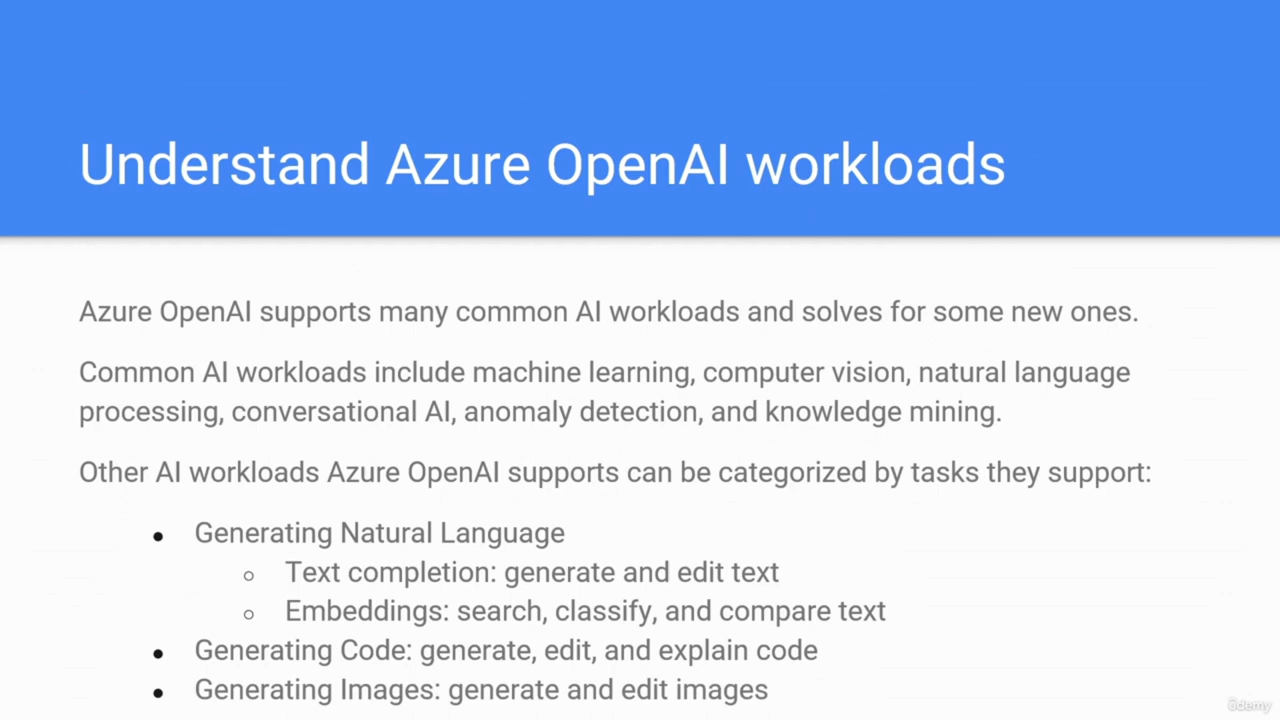 Understand Azure OpenAI workloads
Azure OpenAI supports many common AI workloads and solves for some new ones.
Common AI workloads include machine learning, computer vision, natural language
processing, conversational AI, anomaly detection, and knowledge mining.
Other AI workloads Azure OpenAI supports can be categorized by tasks they support:
● Generating Natural Language
○ Text completion: generate and edit text
○ Embeddings: search, classify, and compare text
● Generating Code: generate, edit, and explain code
● Generating Images: generate and edit images
ûdemy